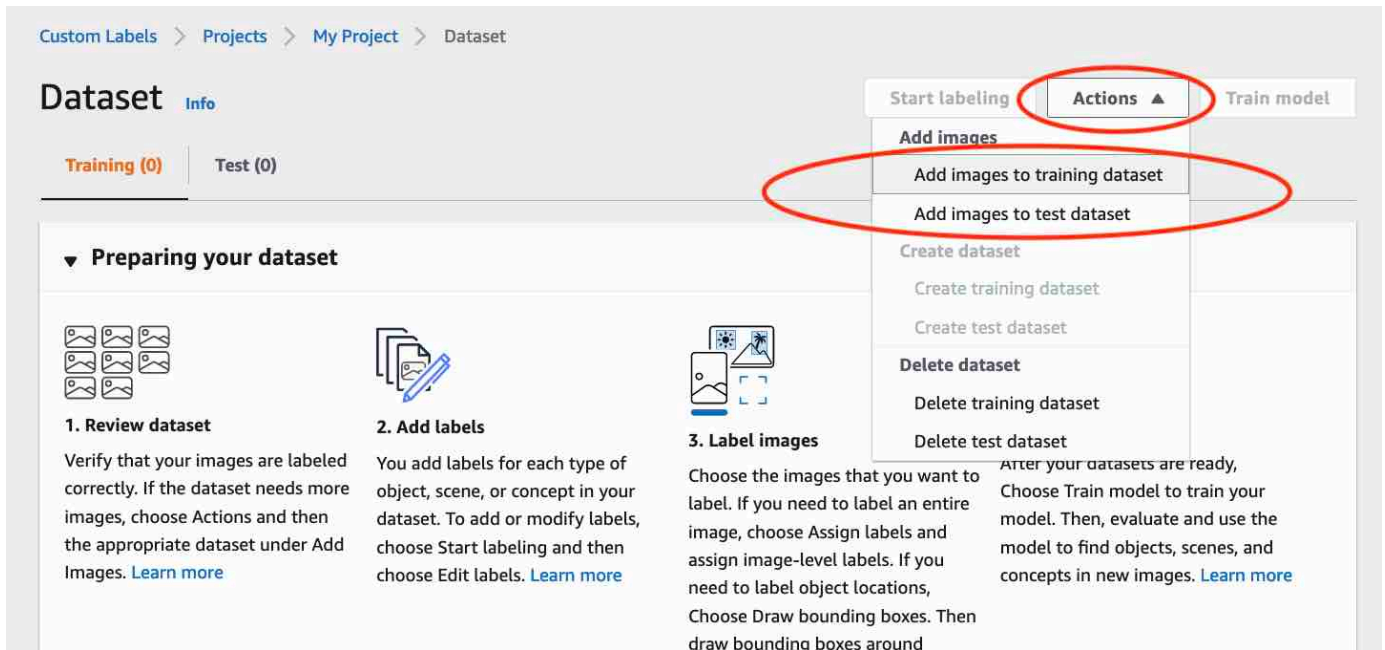 Custom Labels > Projects > My Project > Dataset
Dataset Info
Start labeling Actions ▲ Train model
Training (0) Test (0)
Add images
Add images to training dataset
Add images to test dataset
Create dataset
Create training dataset
Create test dataset
Delete dataset
Delete training dataset
Delete test dataset
▼ Preparing your dataset
1. Review dataset
Verify that your images are labeled
correctly. If the dataset needs more
images, choose Actions and then
the appropriate dataset under Add
Images. Learn more
2. Add labels
You add labels for each type of
object, scene, or concept in your
dataset. To add or modify labels,
choose Start labeling and then
choose Edit labels. Learn more
3. Label images
Choose the images that you want to
label. If you need to label an entire
image, choose Assign labels and
assign image-level labels. If you
need to label object locations,
Choose Draw bounding boxes. Then
draw bounding boxes around
After your datasets are ready,
Choose Train model to train your
model. Then, evaluate and use the
model to find objects, scenes, and
concepts in new images. Learn more